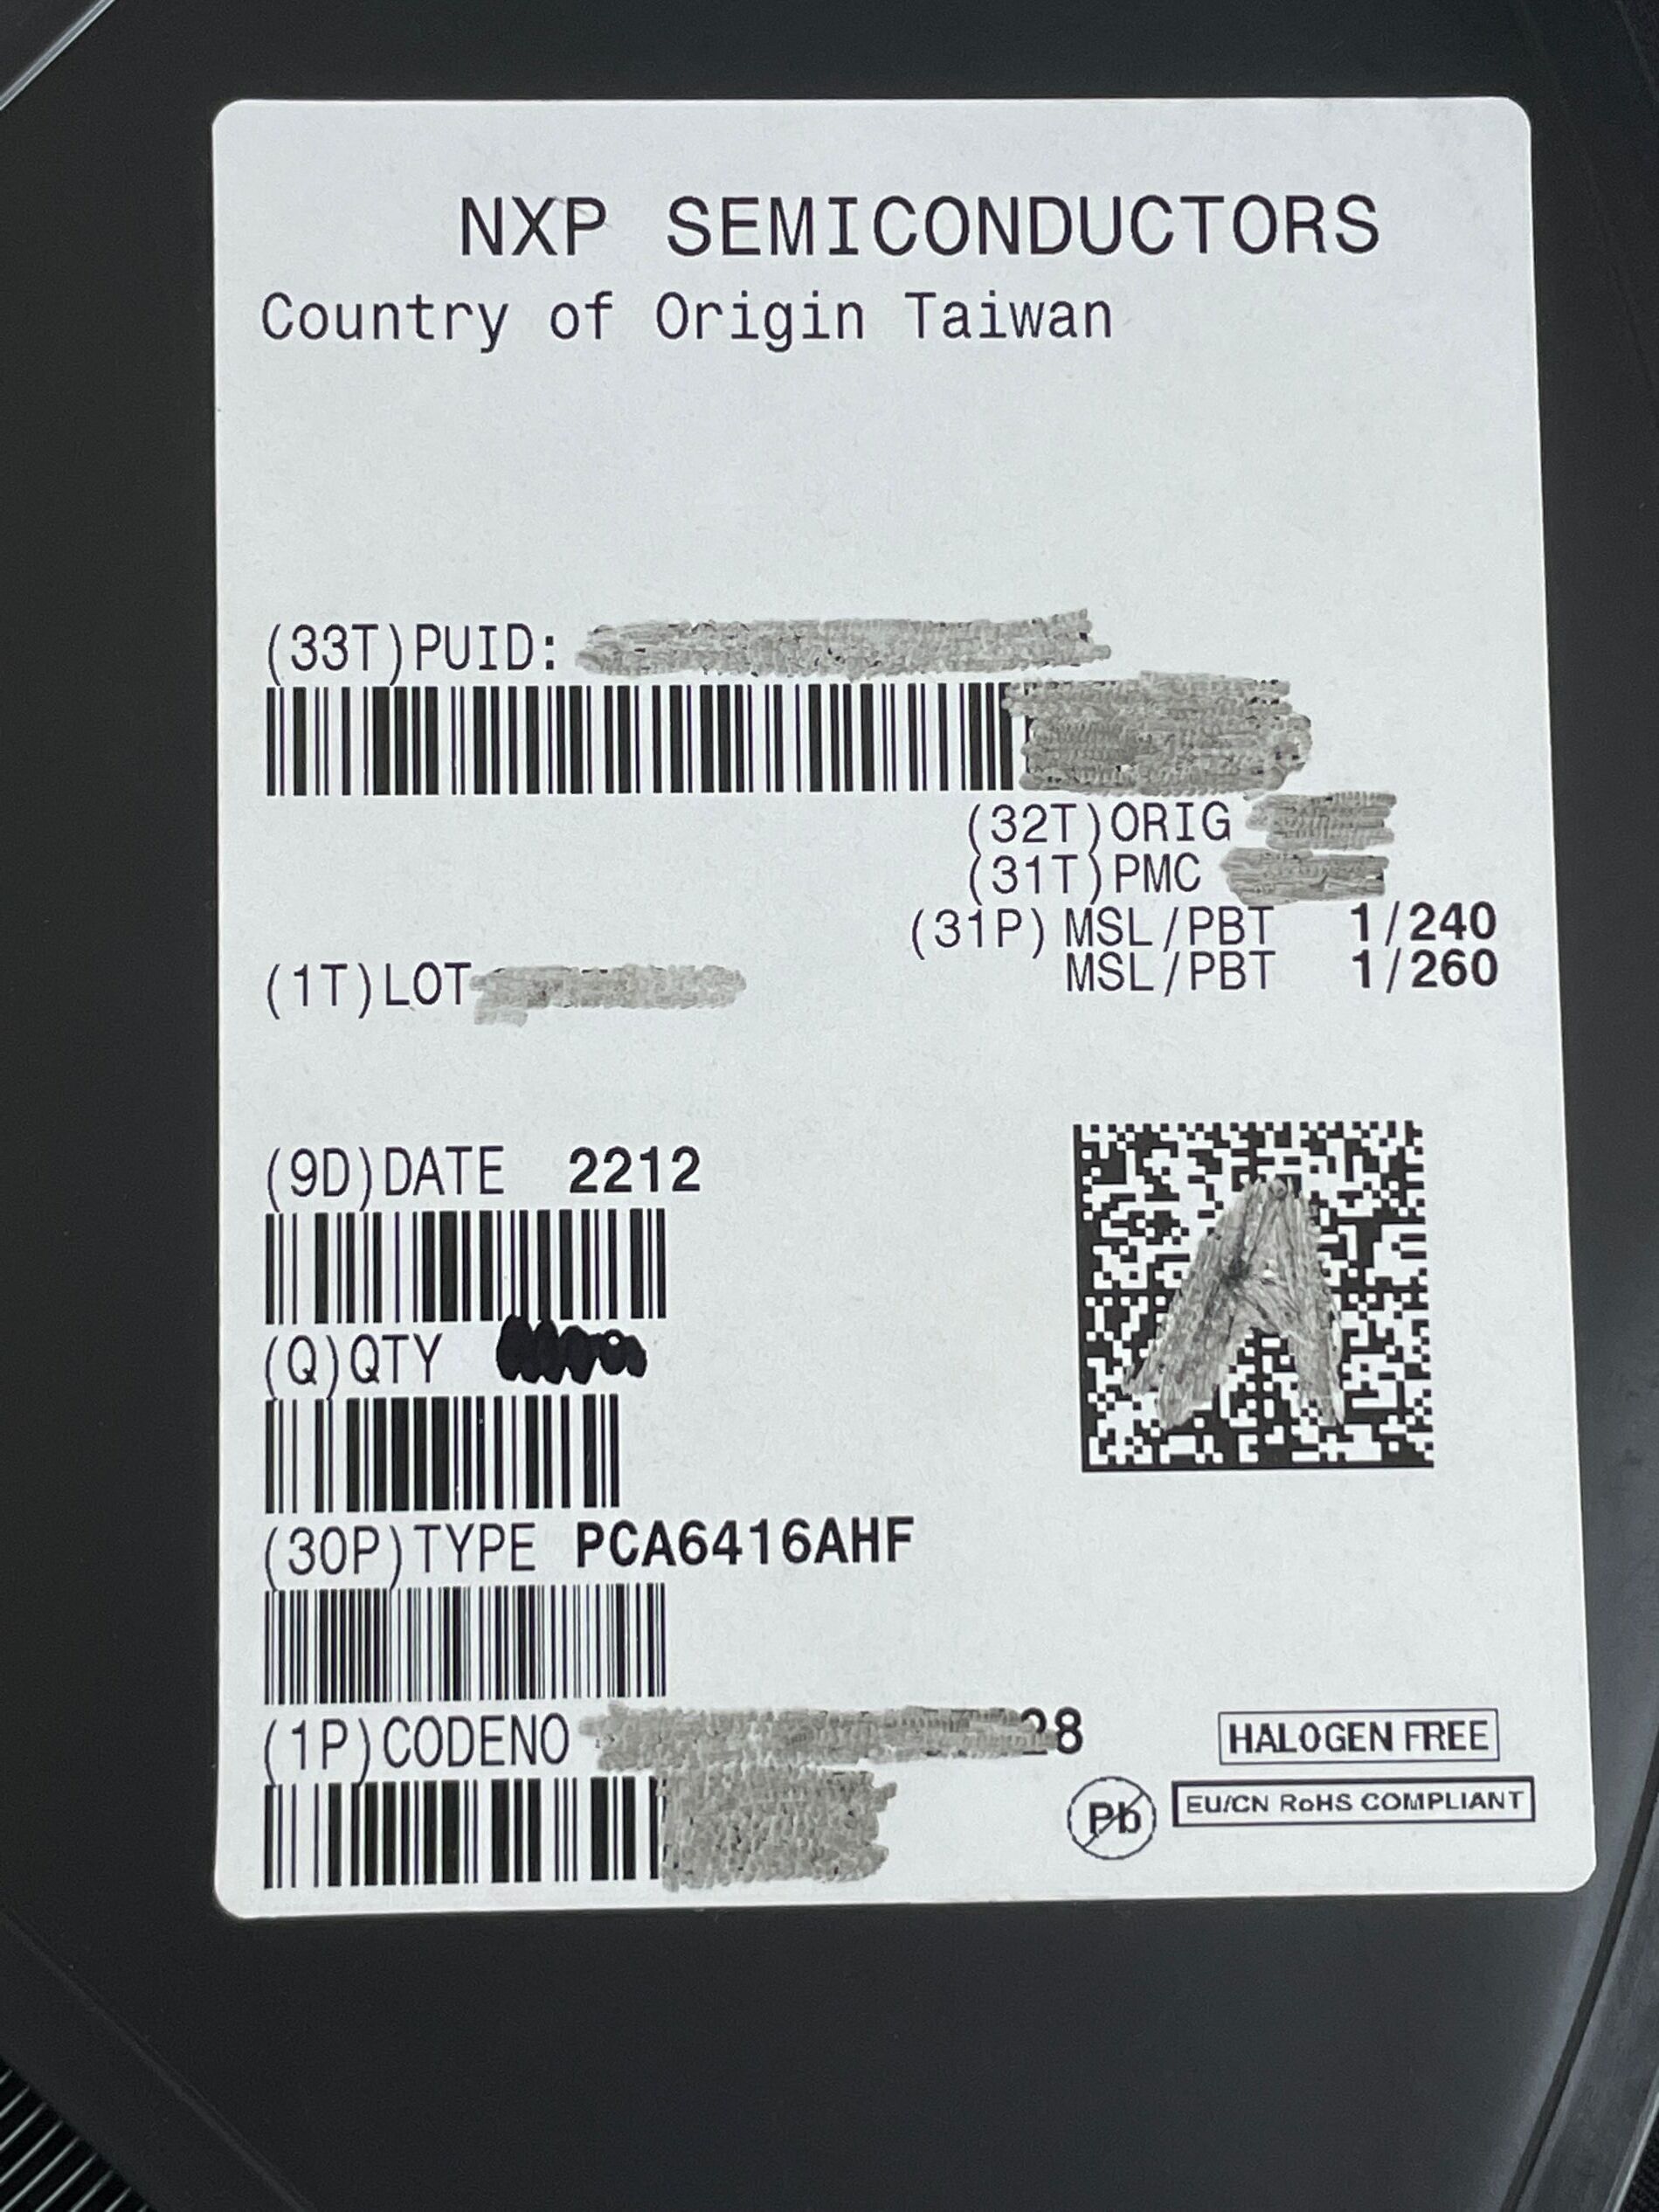 NXP SEMICONDUCTORS
Country of Origin Taiwan
(33T)PUID:
(32T)ORIG
(31T)PMC
(31P) MSL/PBT 1/240
MSL/PBT 1/260
(1T)LOT
(9D)DATE 2212
(Q)QTY
(30P)TYPE PCA6416AHF
(1P)CODENO 28
HALOGEN FREE
Pb
EU/CN RoHS COMPLIANT